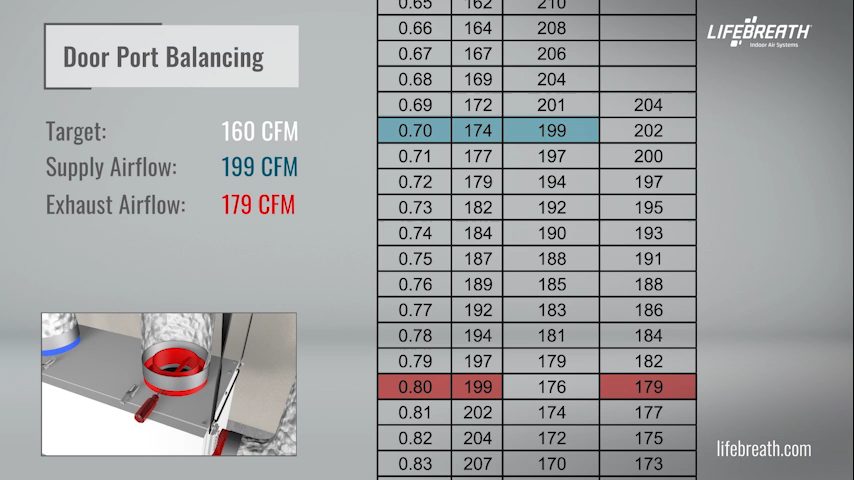 Door Port Balancing
Target: 160 CFM
Supply Airflow: 199 CFM
Exhaust Airflow: 179 CFM
0.65 162 210
0.66 164 208
0.67 167 206
0.68 169 204
0.69 172 201 204
0.70 174 199 202
0.71 177 197 200
0.72 179 194 197
0.73 182 192 195
0.74 184 190 193
0.75 187 188 191
0.76 189 185 188
0.77 192 183 186
0.78 194 181 184
0.79 197 179 182
0.80 199 176 179
0.81 202 174 177
0.82 204 172 175
0.83 207 170 173
LIFEBREATH
Indoor Air Systems
lifebreath.com